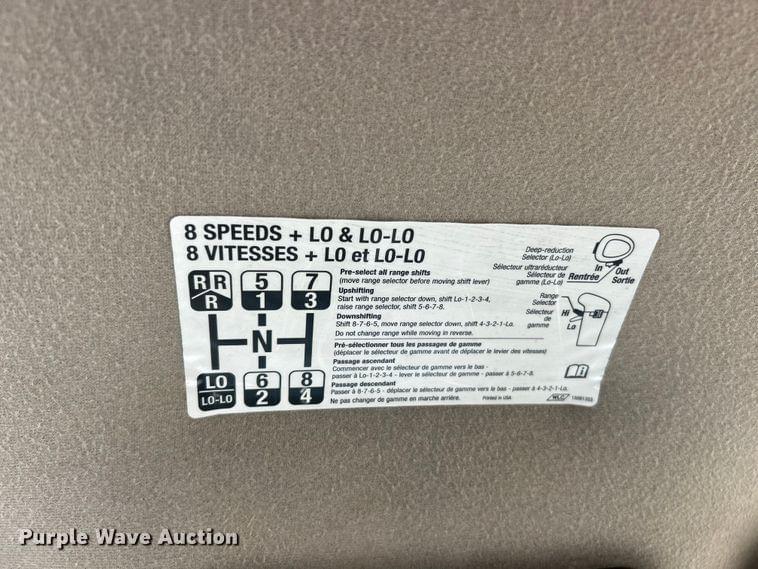 8 SPEEDS + LO & LO-LO
8 VITESSES + LO et LO-LO
R R
R
5
1
7
3
N
LO
LO-LO
6
2
8
4
Pre-select all range shifts
(move range selector before moving shift lever)
Upshifting
Start with range selector down, shift Lo-1-2-3-4,
raise range selector, shift 5-6-7-8.
Downshifting
Shift 8-7-6-5, move range selector down, shift 4-3-2-1-Lo.
Do not change range while moving in reverse.
Pré-sélectionner tous les passages de gamme
(déplacer le sélecteur de gamme avant de déplacer le levier des vitesses)
Passage ascendant
Commencer avec le sélecteur de gamme vers le bas -
passer à Lo-1-2-3-4 - lever le sélecteur de gamme - passer à 5-6-7-8.
Passage descendant
Passer à 8-7-6-5 - déplacer le sélecteur de gamme vers le bas - passer à 4-3-2-1-Lo.
Ne pas changer de gamme en marche arrière.
Printed in USA
Deep-reduction
Selector (Lo-Lo)
Sélecteur ultraréducteur
Sélecteur de
gamme (Lo-Lo)
In
Rentrée
Out
Sortie
Range
Selector
Sélecteur
de
gamme
Hi
Lo
i
WLC
Purple Wave Auction